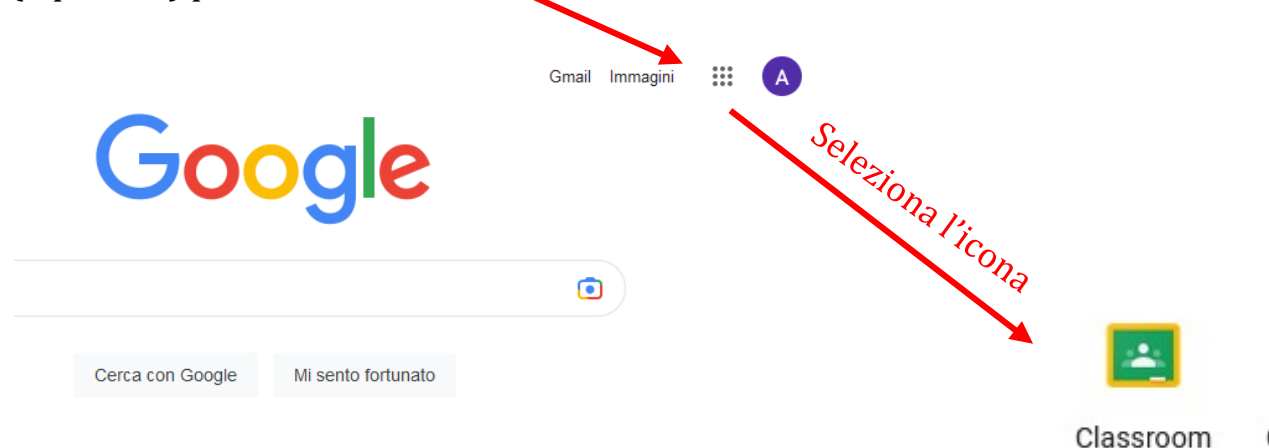 Gmail Immagini
A
Google
Seleziona l'icona
Cerca con Google Mi sento fortunato
Classroom